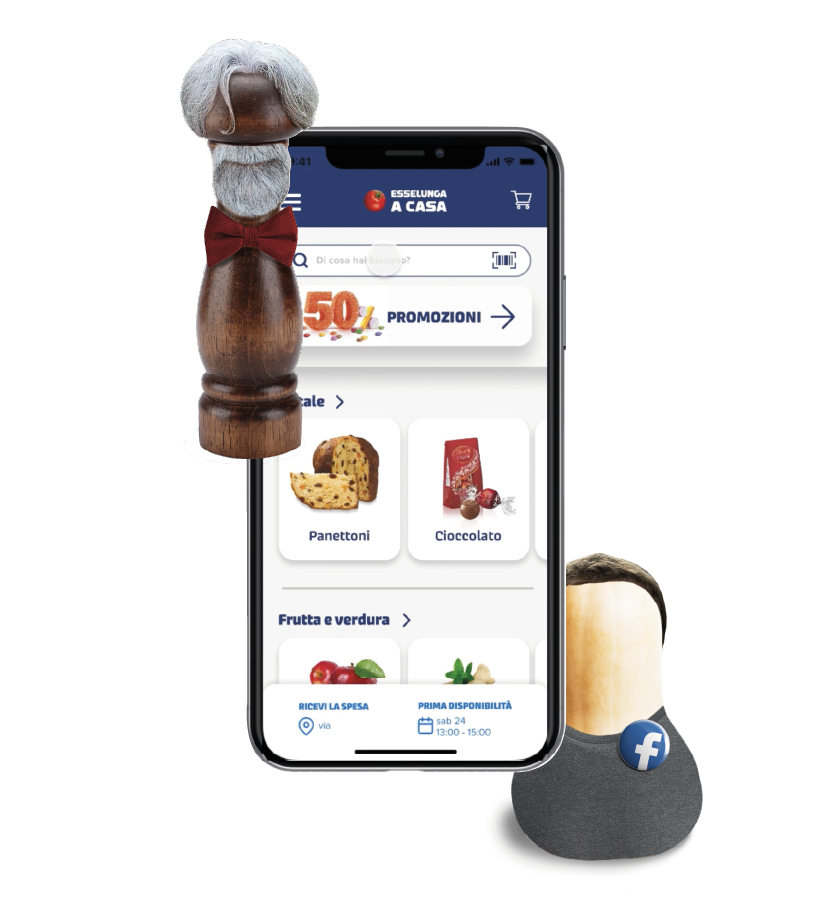 :41
ESSELUNGA
A CASA
Di cosa hai bisogno?
50%
PROMOZIONI
tale
Panettoni
Cioccolato
Frutta e verdura
RICEVI LA SPESA
PRIMA DISPONIBILITÀ
via
sab 24
13:00 - 15:00
f